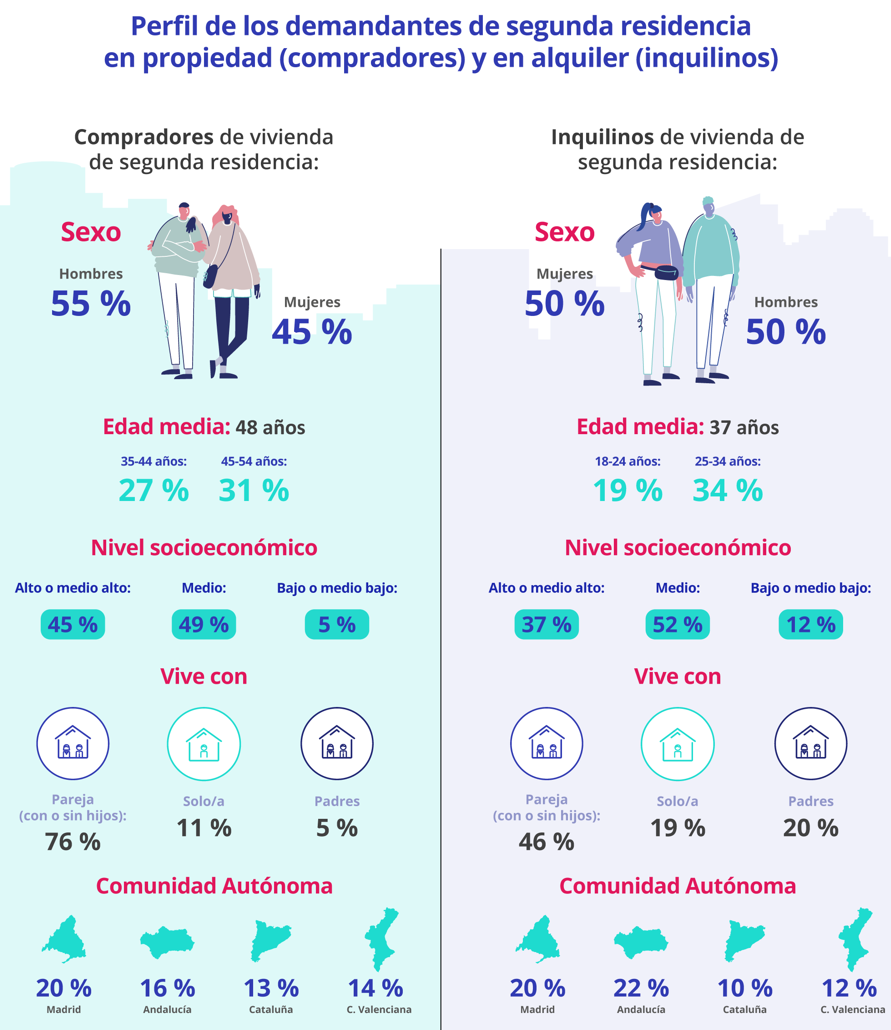 Perfil de los demandantes de segunda residencia
en propiedad (compradores) y en alquiler (inquilinos)
Compradores de vivienda
de segunda residencia:
Sexo
Hombres
55 %
Mujeres
45 %
Edad media: 48 años
35-44 años: 45-54 años:
27 % 31 %
Nivel socioeconómico
Alto o medio alto: Medio: Bajo o medio bajo:
45 % 49 % 5 %
Vive con
Pareja
(con o sin hijos):
76 %
Solo/a
11 %
Padres
5 %
Comunidad Autónoma
20 % 16 % 13 % 14 %
Madrid Andalucía Cataluña C. Valenciana
Inquilinos de vivienda de
segunda residencia:
Sexo
Mujeres
50 %
Hombres
50 %
Edad media: 37 años
18-24 años: 25-34 años:
19 % 34 %
Nivel socioeconómico
Alto o medio alto: Medio: Bajo o medio bajo:
37 % 52 % 12 %
Vive con
Pareja
(con o sin hijos):
46 %
Solo/a
19 %
Padres
20 %
Comunidad Autónoma
20 % 22 % 10 % 12 %
Madrid Andalucía Cataluña C. Valenciana